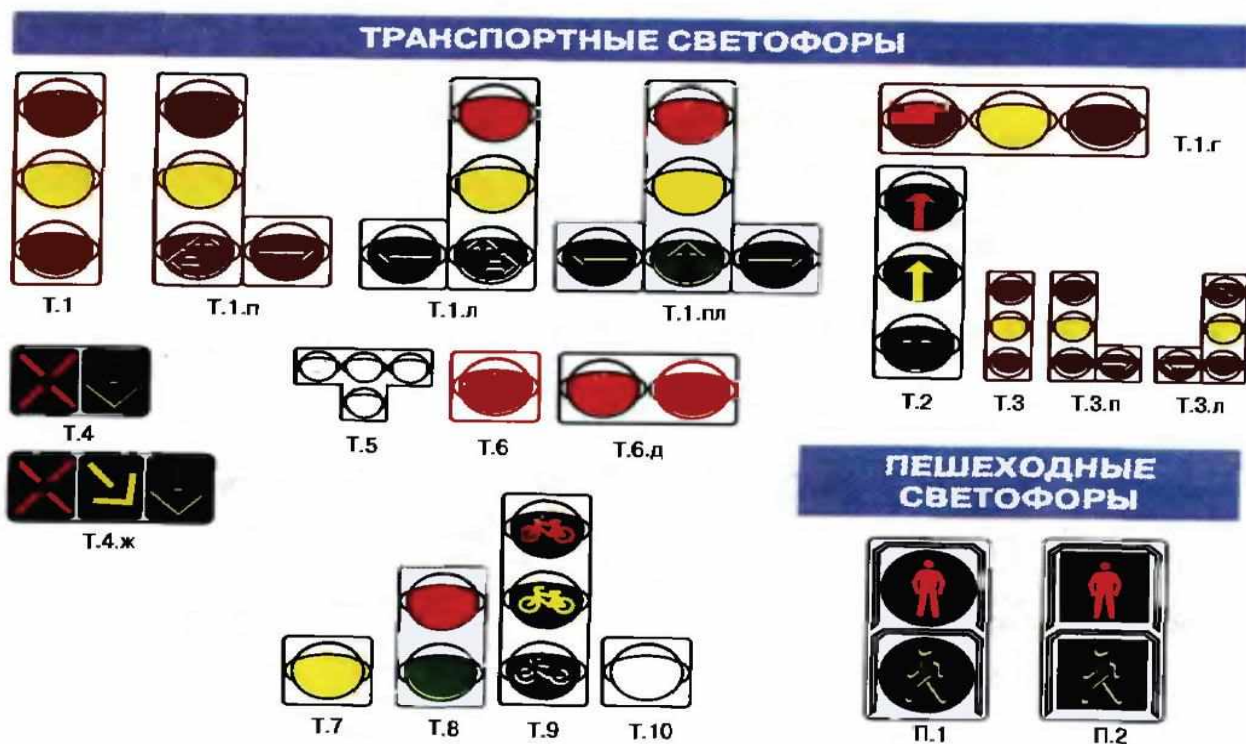 ТРАНСПОРТНЫЕ СВЕТОФОРЫ
Т.1
Т.1.п
Т.1.л
Т.1.пл
Т.1.г
Т.2
Т.3
Т.3.п
Т.3.л
Т.4
Т.5
Т.6
Т.6.д
Т.4.ж
ПЕШЕХОДНЫЕ
СВЕТОФОРЫ
Т.7
Т.8
Т.9
Т.10
П.1
П.2